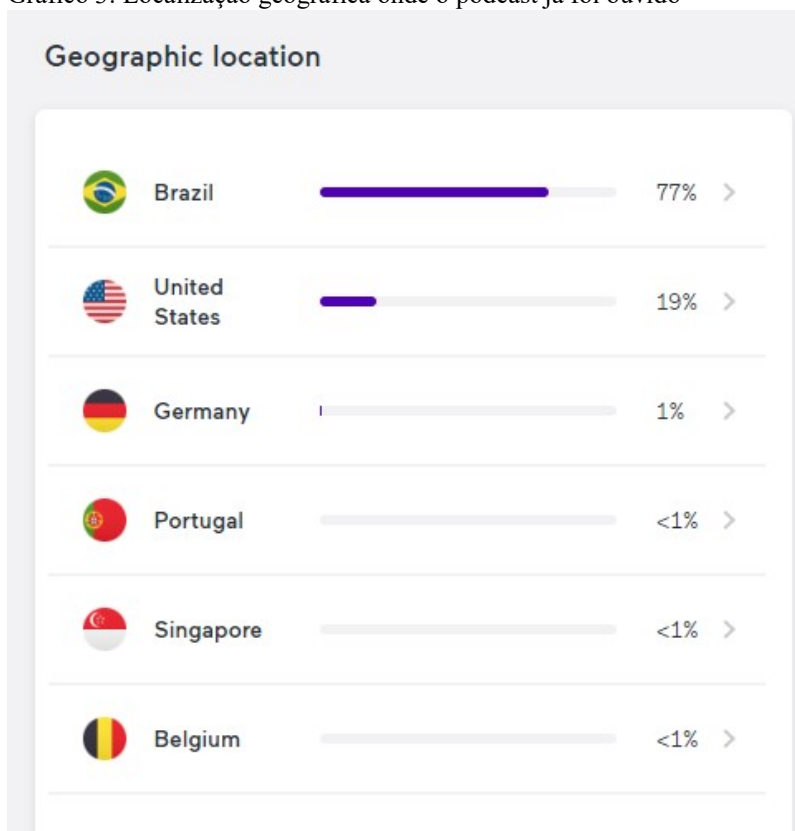 Gráfico 3: Localização geográfica onde o podcast já foi ouvido
Geographic location
Brazil 77%
United
States 19%
Germany 1%
Portugal <1%
Singapore <1%
Belgium <1%